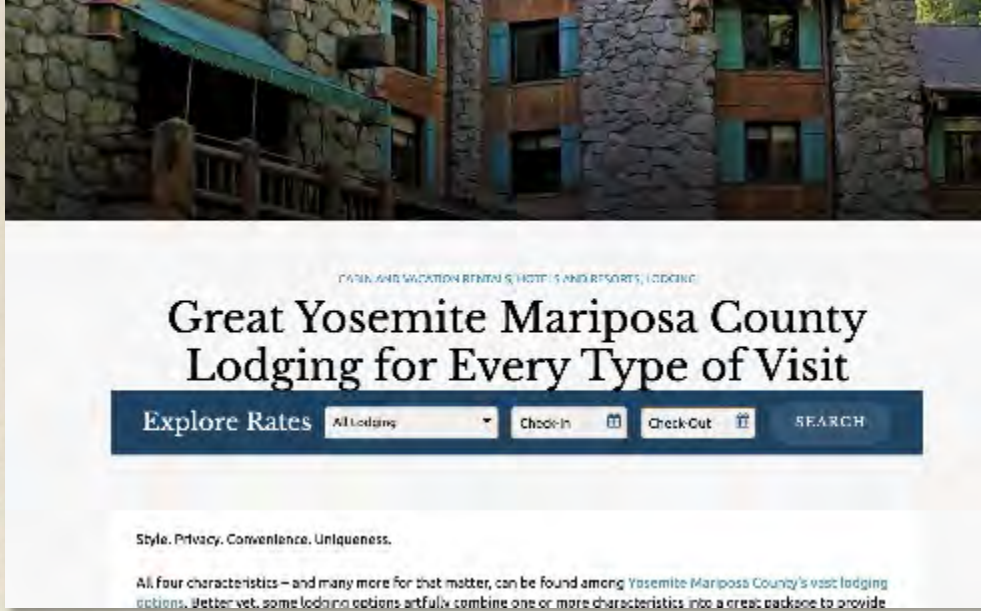 CABIN AND VACATION RENTALS, HOTELS AND RESORTS, LODGING
Great Yosemite Mariposa County
Lodging for Every Type of Visit
Explore Rates All Lodging Check-In Check-Out SEARCH
Style. Privacy. Convenience. Uniqueness.
All four characteristics – and many more for that matter, can be found among Yosemite Mariposa County's vast lodging
options. Better yet, some lodging options artfully combine one or more characteristics into a great package to provide